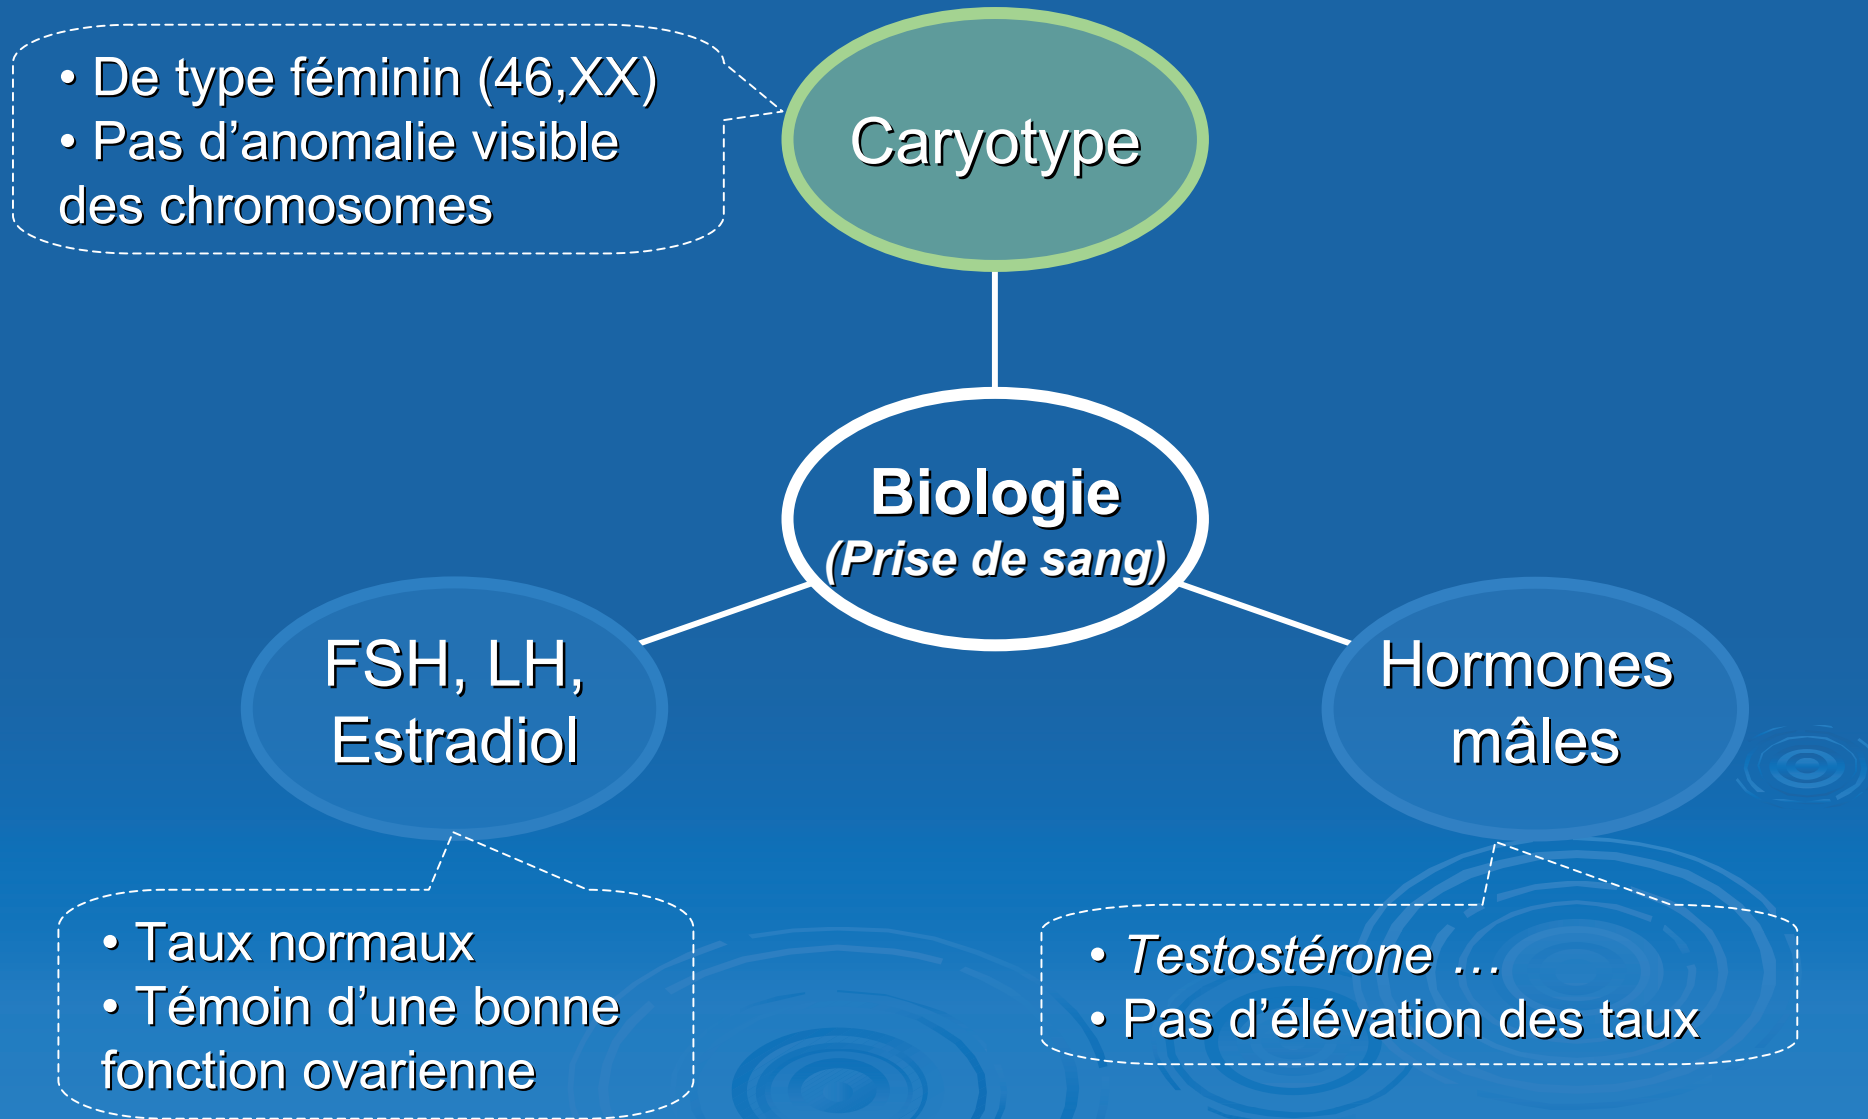 • De type féminin (46,XX)
• Pas d’anomalie visible
des chromosomes
Caryotype
Biologie
(Prise de sang)
FSH, LH,
Estradiol
Hormones
mâles
• Taux normaux
• Témoin d’une bonne
fonction ovarienne
• Testostérone …
• Pas d’élévation des taux